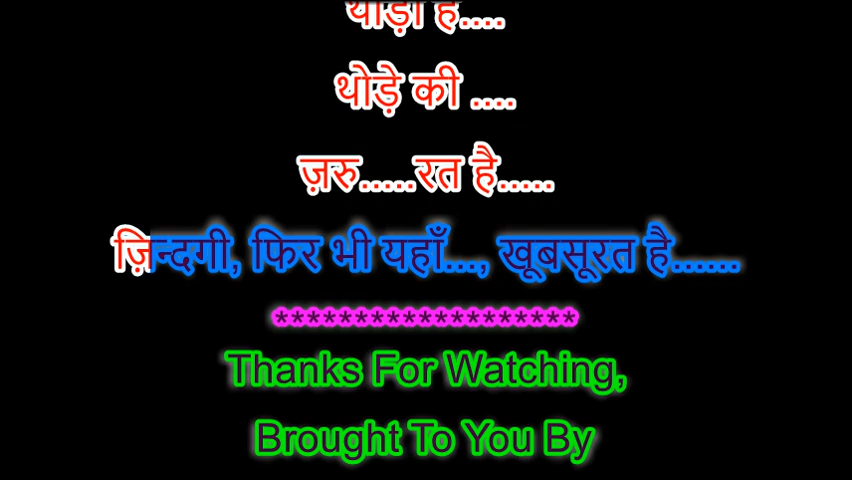 थोड़ा है....
थोड़े की ....
ज़रु.....रत है.....
ज़िन्दगी, फिर भी यहाँ..., खूबसूरत है......
*******************
Thanks For Watching,
Brought To You By